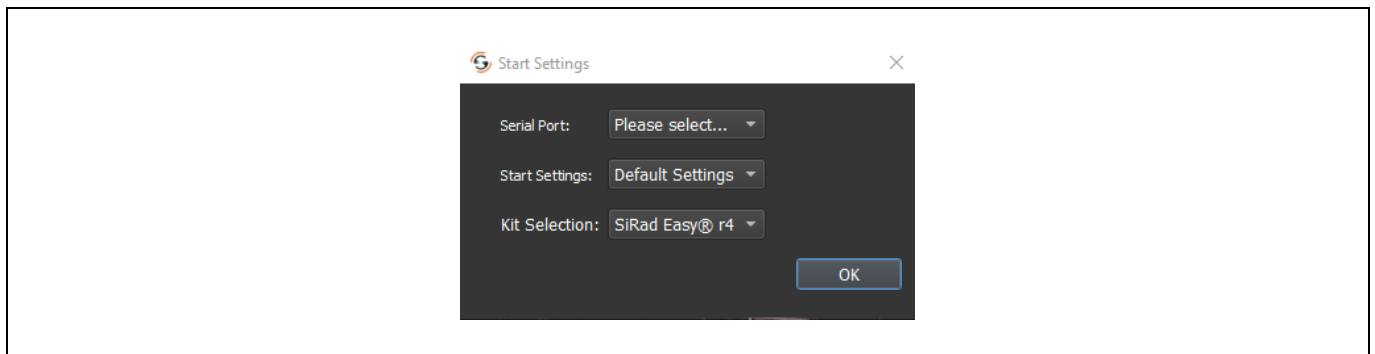 Start Settings
Serial Port: Please select...
Start Settings: Default Settings
Kit Selection: SiRad Easy® r4
OK